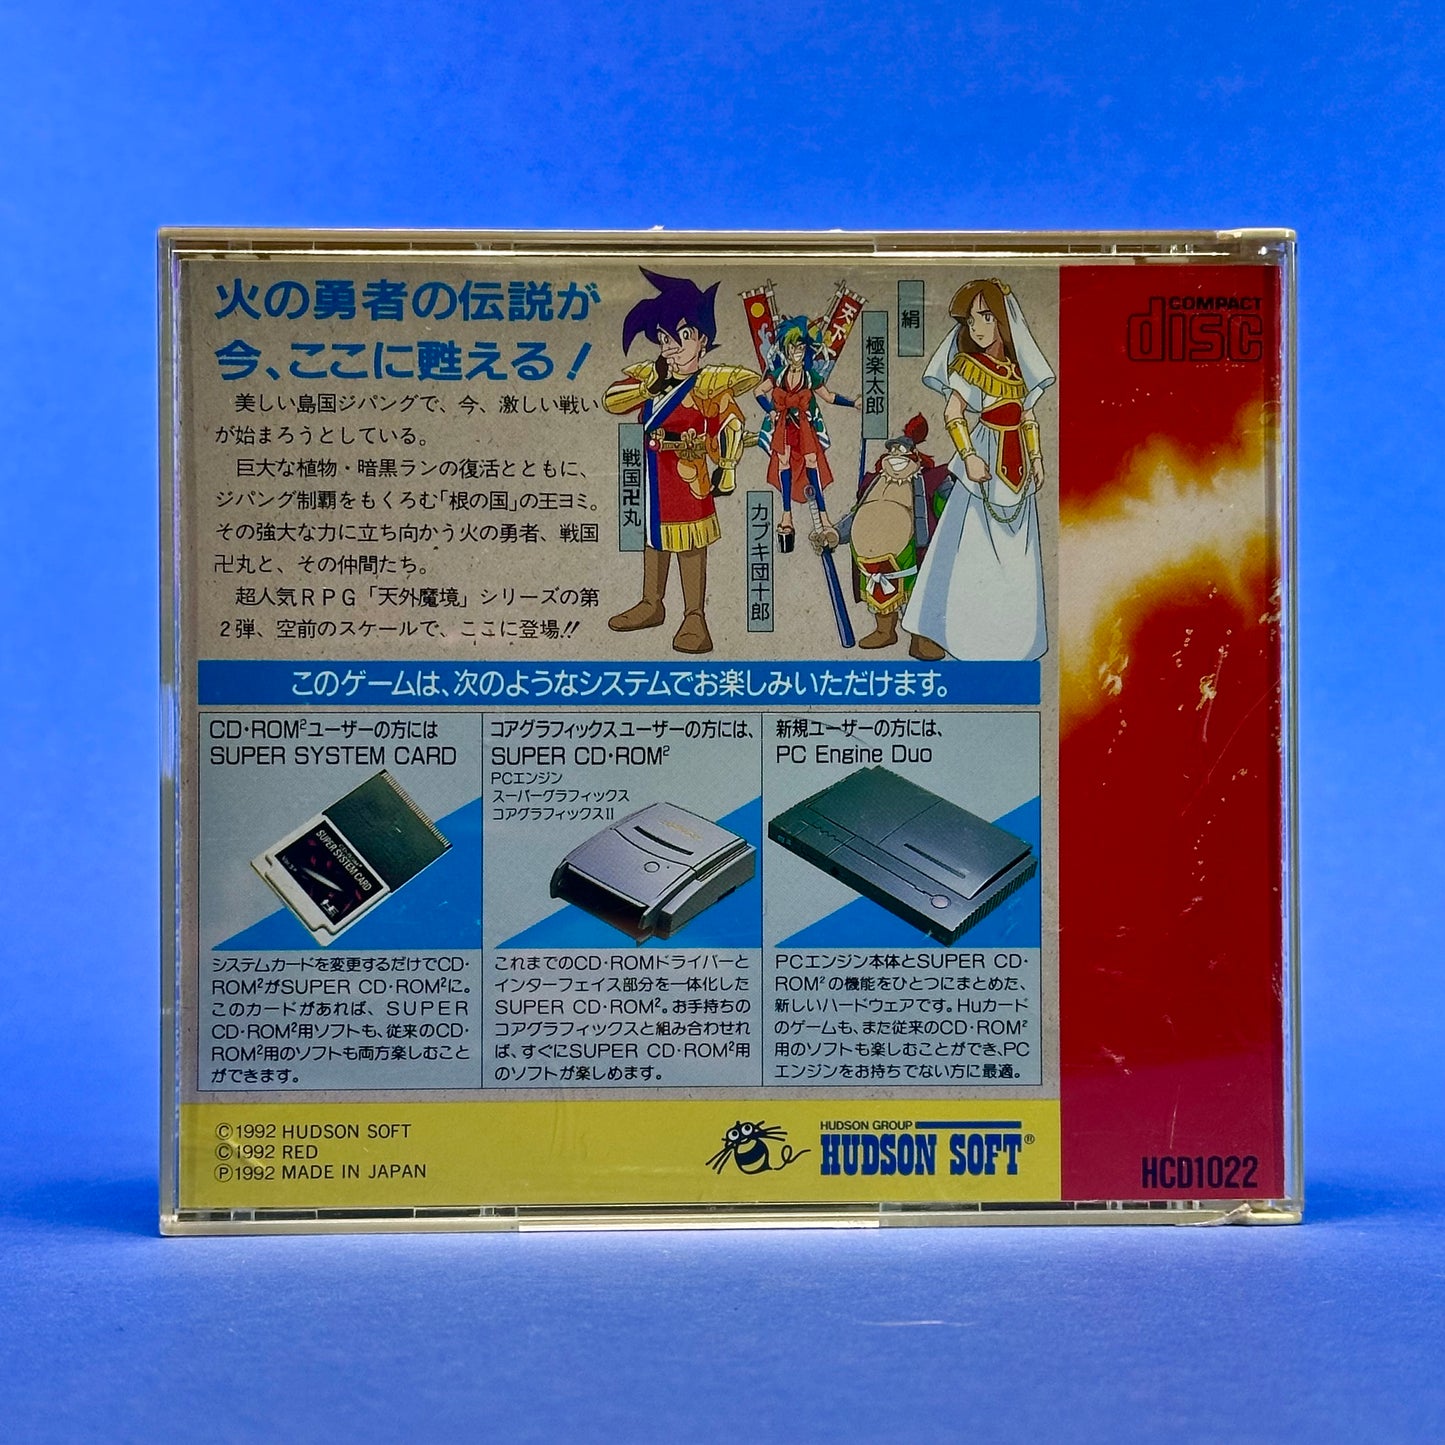 火の勇者の伝説が
今、ここに甦える！
美しい島国ジパングで、今、激しい戦い
が始まろうとしている。
巨大な植物・暗黒ランの復活とともに、
ジパング制覇をもくろむ「根の国」の王ヨミ。
その強大な力に立ち向かう火の勇者、戦国
卍丸と、その仲間たち。
超人気RPG「天外魔境」シリーズの第
2弾、空前のスケールで、ここに登場!!
戦国卍丸
カブキ団十郎
極楽太郎
絹
天下
COMPACT
disc
このゲームは、次のようなシステムでお楽しみいただけます。
CD・ROM²ユーザーの方には
SUPER SYSTEM CARD
SUPER SYSTEM CARD
システムカードを変更するだけでCD・
ROM²がSUPER CD・ROM²に。
このカードがあれば、SUPER
CD・ROM²用ソフトも、従来のCD・
ROM²用のソフトも両方楽しむこと
ができます。
コアグラフィックスユーザーの方には、
SUPER CD・ROM²
PCエンジン
スーパーグラフィックス
コアグラフィックスII
これまでのCD・ROMドライバーと
インターフェイス部分を一体化した
SUPER CD・ROM²。お手持ちの
コアグラフィックスと組み合わせれ
ば、すぐにSUPER CD・ROM²用
のソフトが楽しめます。
新規ユーザーの方には、
PC Engine Duo
PCエンジン本体とSUPER CD・
ROM²の機能をひとつにまとめた、
新しいハードウェアです。Huカード
のゲームも、また従来のCD・ROM²
用のソフトも楽しむことができ、PC
エンジンをお持ちでない方に最適。
©1992 HUDSON SOFT
©1992 RED
℗1992 MADE IN JAPAN
HUDSON GROUP
HUDSON SOFT®
HCD1022